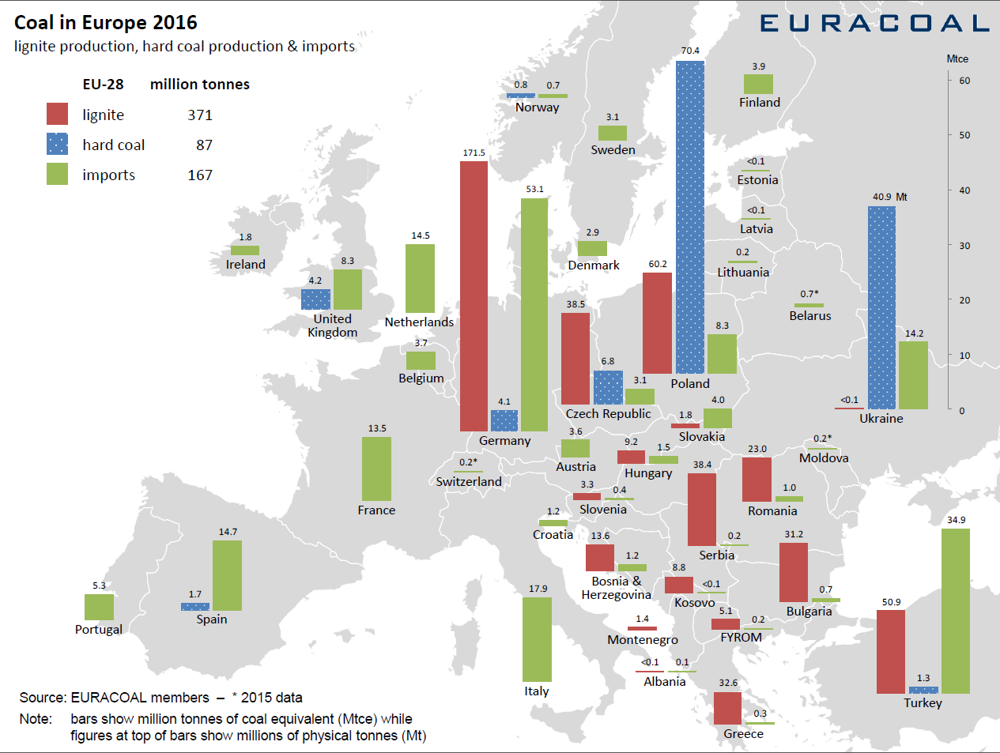 Coal in Europe 2016
lignite production, hard coal production & imports
EURACOAL
EU-28 million tonnes
lignite 371
hard coal 87
imports 167
Mtce
60
50
40
30
20
10
0
0.8 0.7
Norway
3.1
Sweden
3.9
Finland
<0.1
Estonia
<0.1
Latvia
0.2
Lithuania
0.7*
Belarus
1.8
Ireland
4.2 8.3
United
Kingdom
14.5
Netherlands
3.7
Belgium
171.5 4.1 53.1
Germany
2.9
Denmark
60.2 70.4 8.3
Poland
38.5 6.8 3.1
Czech Republic
1.8 4.0
Slovakia
<0.1 40.9 Mt 14.2
Ukraine
13.5
France
0.2*
Switzerland
3.6
Austria
9.2 1.5
Hungary
0.2*
Moldova
3.3 0.4
Slovenia
1.2
Croatia
38.4 0.2
Serbia
23.0 1.0
Romania
13.6 1.2
Bosnia &
Herzegovina
8.8 <0.1
Kosovo
31.2 0.7
Bulgaria
5.3
Portugal
1.7 14.7
Spain
17.9
Italy
1.4
Montenegro
5.1 0.2
FYROM
<0.1 0.1
Albania
32.6 0.3
Greece
50.9 1.3 34.9
Turkey
Source: EURACOAL members – * 2015 data
Note: bars show million tonnes of coal equivalent (Mtce) while
figures at top of bars show millions of physical tonnes (Mt)